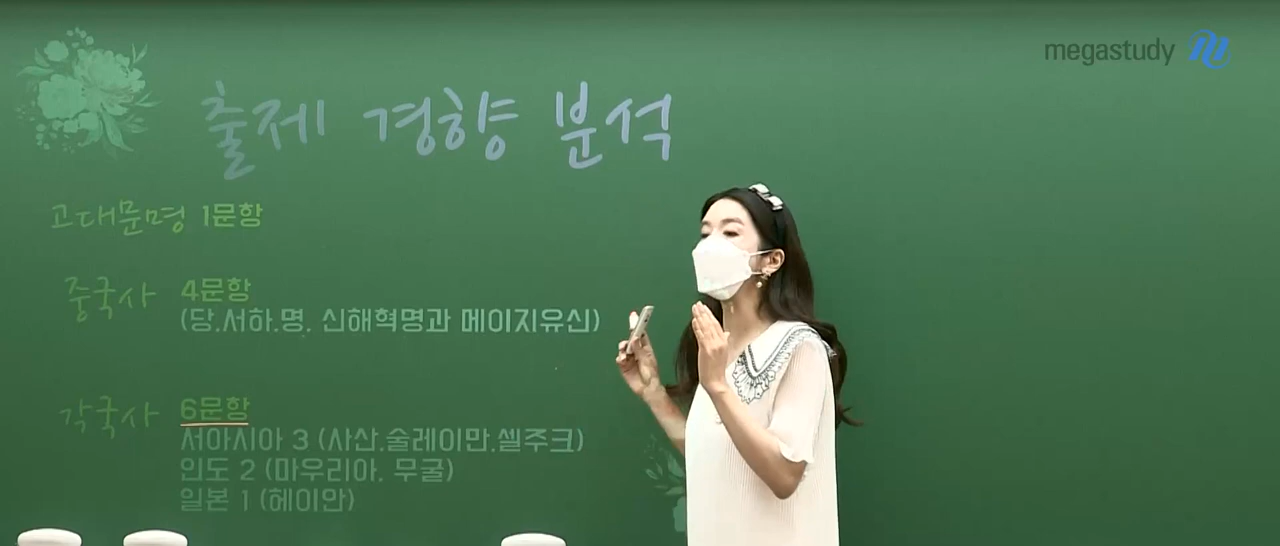 megastudy
출제 경향 분석
고대문명 1문항
중국사 4문항
(당.서하.명. 신해혁명과 메이지유신)
각국사 6문항
서아시아 3 (사산.술레이만.셀주크)
인도 2 (마우리아. 무굴)
일본 1 (헤이안)